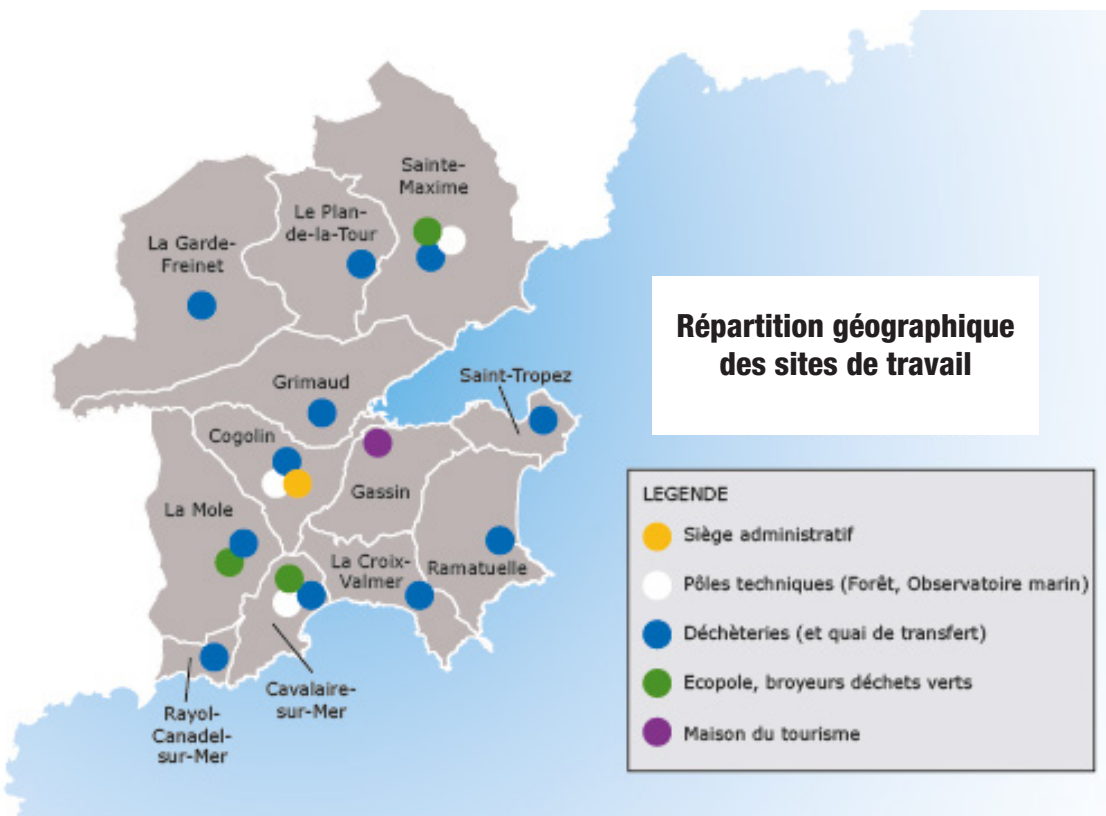 Sainte-
Maxime
Le Plan-
de-la-Tour
La Garde-
Freinet
Répartition géographique
des sites de travail
Grimaud
Saint-Tropez
Cogolin
Gassin
La Mole
La Croix-
Valmer
Ramatuelle
Cavalaire-
sur-Mer
Rayol-
Canadel-
sur-Mer
LEGENDE
Siège administratif
Pôles techniques (Forêt, Observatoire marin)
Déchèteries (et quai de transfert)
Ecopole, broyeurs déchets verts
Maison du tourisme